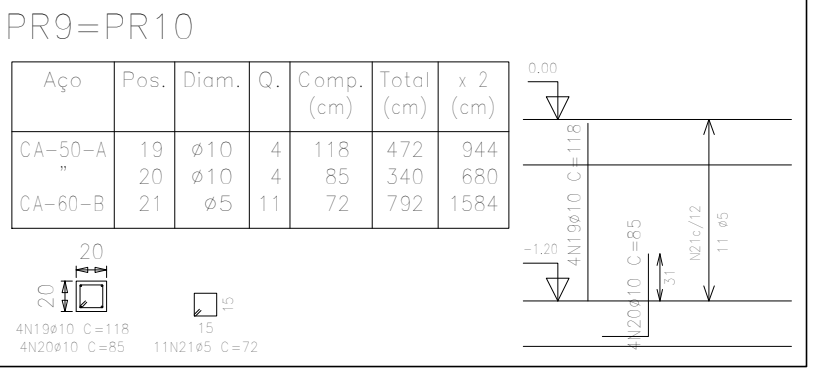 PR9=PR10
Aço Pos. Diam. Q. Comp. (cm) Total (cm) x 2 (cm)
CA-50-A 19 ø10 4 118 472 944
" 20 ø10 4 85 340 680
CA-60-B 21 ø5 11 72 792 1584
20
20
4N19ø10 C=118
4N20ø10 C=85
15
15
11N21ø5 C=72
0.00
-1.20
4N19ø10 C=118
4N20ø10 C=85
31
N21c/12
11 ø5